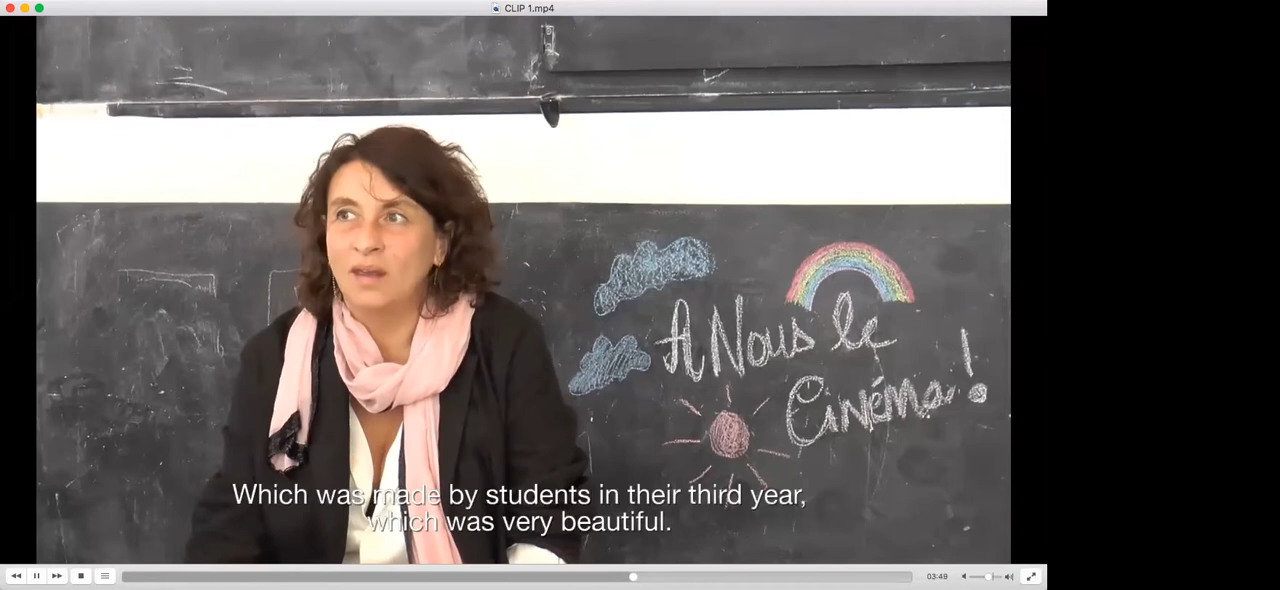 CLIP 1.mp4
A Nous le
Cinéma !
Which was made by students in their third year,
which was very beautiful.
03:49